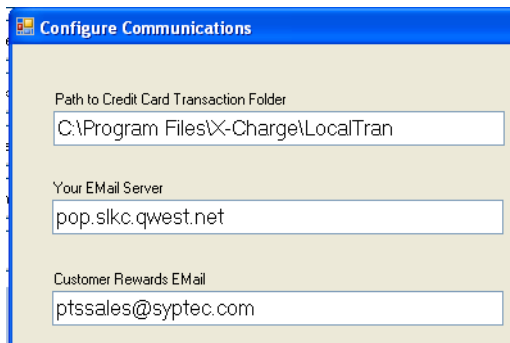 Configure Communications
Path to Credit Card Transaction Folder
C:\Program Files\X-Charge\LocalTran
Your EMail Server
pop.slkc.qwest.net
Customer Rewards EMail
ptssales@syptec.com